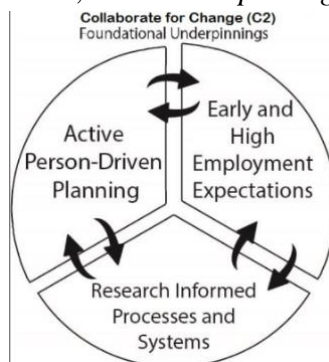 Collaborate for Change (C2)
Foundational Underpinnings
Active
Person-Driven
Planning
Early and
High
Employment
Expectations
Research Informed
Processes and
Systems